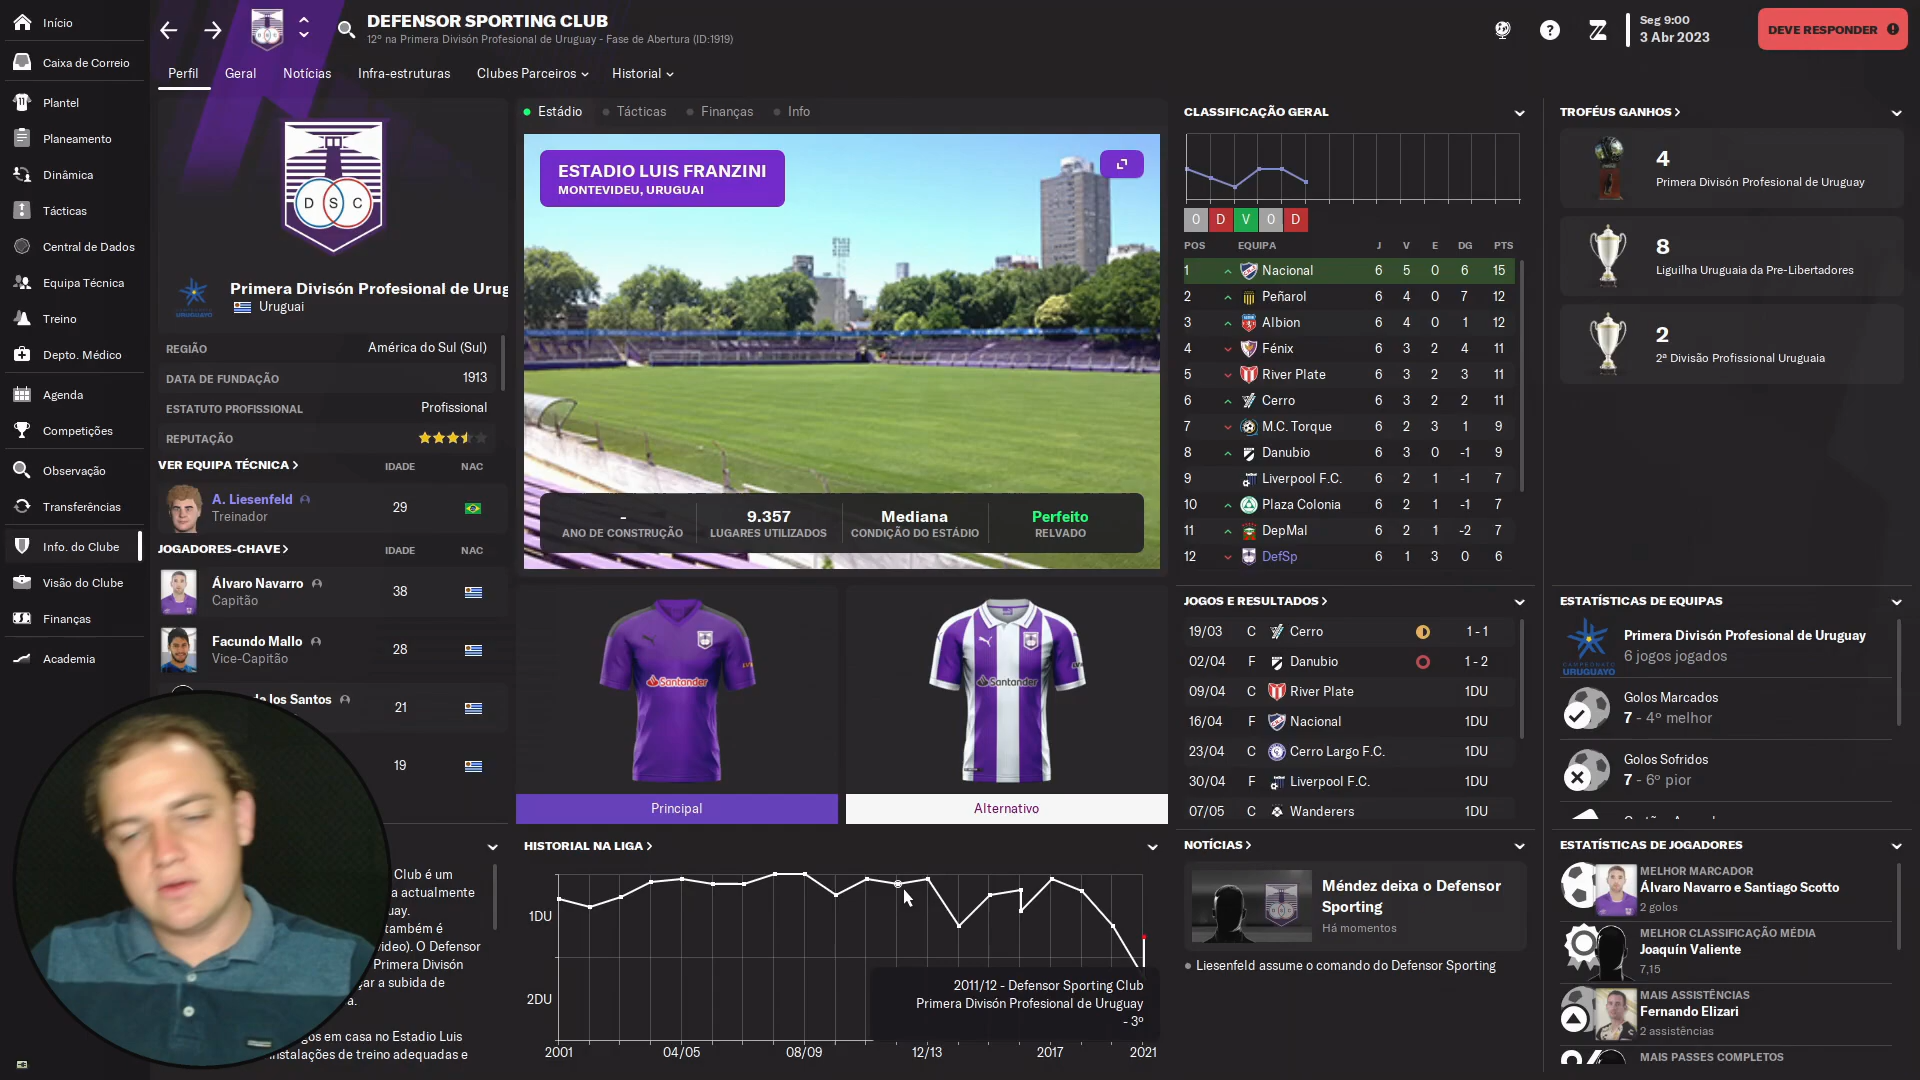 Início
Caixa de Correio
Plantel
Planeamento
Dinâmica
Tácticas
Central de Dados
Equipa Técnica
Treino
Depto. Médico
Agenda
Competições
Observação
Transferências
Info. do Clube
Visão do Clube
Finanças
Academia
DEFENSOR SPORTING CLUB
12º na Primera Divisón Profesional de Uruguay - Fase de Abertura (ID:1919)
Seg 9:00
3 Abr 2023
DEVE RESPONDER
Perfil Geral Notícias Infra-estruturas Clubes Parceiros Historial
D S C
Primera Divisón Profesional de Urug
Uruguai
REGIÃO América do Sul (Sul)
DATA DE FUNDAÇÃO 1913
ESTATUTO PROFISSIONAL Profissional
REPUTAÇÃO
VER EQUIPA TÉCNICA > IDADE NAC
A. Liesenfeld 29
Treinador
JOGADORES-CHAVE > IDADE NAC
Álvaro Navarro 38
Capitão
Facundo Mallo 28
Vice-Capitão
los Santos 21
19
Club é um
a actualmente
uay.
também é
ideo). O Defensor
Primera Divisón
çar a subida de
a.
gos em casa no Estadio Luis
instalações de treino adequadas e
Estádio Tácticas Finanças Info
ESTADIO LUIS FRANZINI
MONTEVIDEU, URUGUAI
- 9.357 Mediana Perfeito
ANO DE CONSTRUÇÃO LUGARES UTILIZADOS CONDIÇÃO DO ESTÁDIO RELVADO
Santander Santander
Principal Alternativo
HISTORIAL NA LIGA >
1DU
2DU
2011/12 - Defensor Sporting Club
Primera Divisón Profesional de Uruguay
- 3º
2001 04/05 08/09 12/13 2017 2021
CLASSIFICAÇÃO GERAL
0 D V 0 D
POS EQUIPA J V E DG PTS
1 Nacional 6 5 0 6 15
2 Peñarol 6 4 0 7 12
3 Albion 6 4 0 1 12
4 Fénix 6 3 2 4 11
5 River Plate 6 3 2 3 11
6 Cerro 6 3 2 2 11
7 M.C. Torque 6 2 3 1 9
8 Danubio 6 3 0 -1 9
9 Liverpool F.C. 6 2 1 -1 7
10 Plaza Colonia 6 2 1 -1 7
11 DepMal 6 2 1 -2 7
12 DefSp 6 1 3 0 6
JOGOS E RESULTADOS >
19/03 C Cerro 1 - 1
02/04 F Danubio 1 - 2
09/04 C River Plate 1DU
16/04 F Nacional 1DU
23/04 C Cerro Largo F.C. 1DU
30/04 F Liverpool F.C. 1DU
07/05 C Wanderers 1DU
NOTÍCIAS >
Méndez deixa o Defensor
Sporting
Há momentos
Liesenfeld assume o comando do Defensor Sporting
TROFÉUS GANHOS >
4
Primera Divisón Profesional de Uruguay
8
Liguilha Uruguaia da Pre-Libertadores
2
2ª Divisão Profissional Uruguaia
ESTATÍSTICAS DE EQUIPAS
CAMPEONATO
URUGUAYO
Primera Divisón Profesional de Uruguay
6 jogos jogados
Golos Marcados
7 - 4º melhor
Golos Sofridos
7 - 6º pior
ESTATÍSTICAS DE JOGADORES
MELHOR MARCADOR
Álvaro Navarro e Santiago Scotto
2 golos
MELHOR CLASSIFICAÇÃO MÉDIA
Joaquín Valiente
7,15
MAIS ASSISTÊNCIAS
Fernando Elizari
2 assistências
MAIS PASSES COMPLETOS